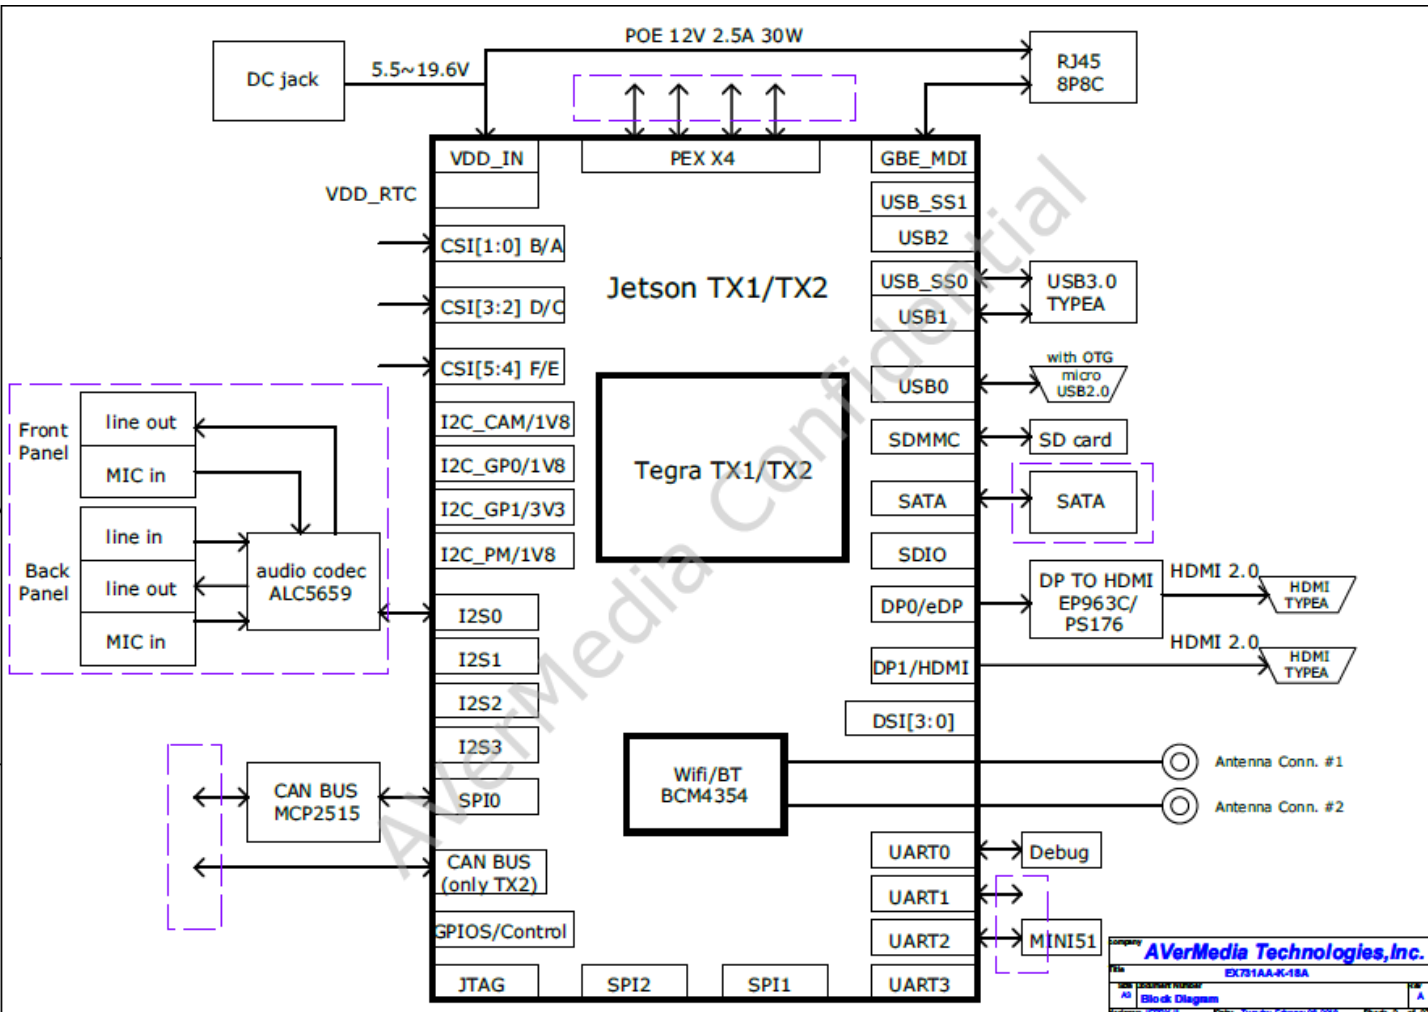 POE 12V 2.5A 30W
DC jack
5.5~19.6V
RJ45
8P8C
VDD_IN
PEX X4
GBE_MDI
VDD_RTC
USB_SS1
USB2
CSI[1:0] B/A
Jetson TX1/TX2
USB_SS0
USB1
USB3.0
TYPEA
CSI[3:2] D/C
CSI[5:4] F/E
with OTG
micro
USB2.0
USB0
Front
Panel
line out
MIC in
I2C_CAM/1V8
I2C_GP0/1V8
I2C_GP1/3V3
I2C_PM/1V8
Tegra TX1/TX2
SDMMC
SD card
SATA
SATA
SDIO
Back
Panel
line in
line out
MIC in
audio codec
ALC5659
I2S0
I2S1
I2S2
I2S3
DP0/eDP
DP TO HDMI
EP963C/
PS176
HDMI 2.0
HDMI
TYPEA
DP1/HDMI
HDMI 2.0
HDMI
TYPEA
DSI[3:0]
Wifi/BT
BCM4354
Antenna Conn. #1
Antenna Conn. #2
CAN BUS
MCP2515
SPI0
CAN BUS
(only TX2)
UART0
Debug
UART1
GPIOS/Control
UART2
MINI51
JTAG
SPI2
SPI1
UART3
AVerMedia Confidential
company
AVerMedia Technologies,Inc.
Title
EX731AA-K-18A
Size
Document Number
A3
Block Diagram
Rev
A